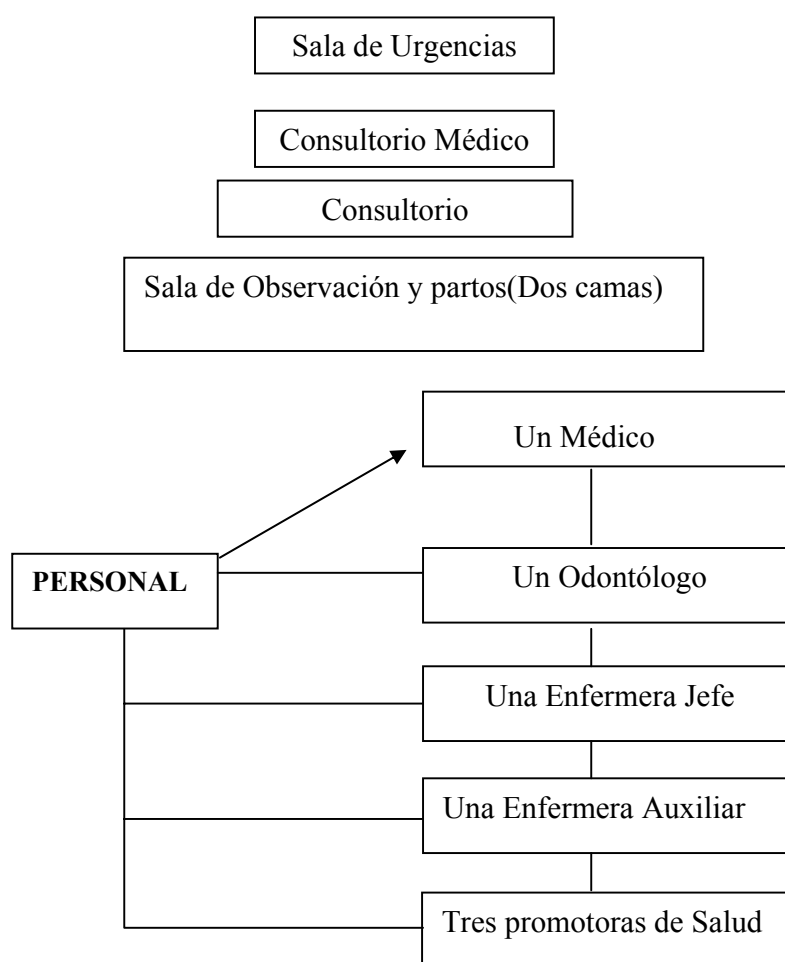 Sala de Urgencias
Consultorio Médico
Consultorio
Sala de Observación y partos(Dos camas)
Un Médico
PERSONAL
Un Odontólogo
Una Enfermera Jefe
Una Enfermera Auxiliar
Tres promotoras de Salud